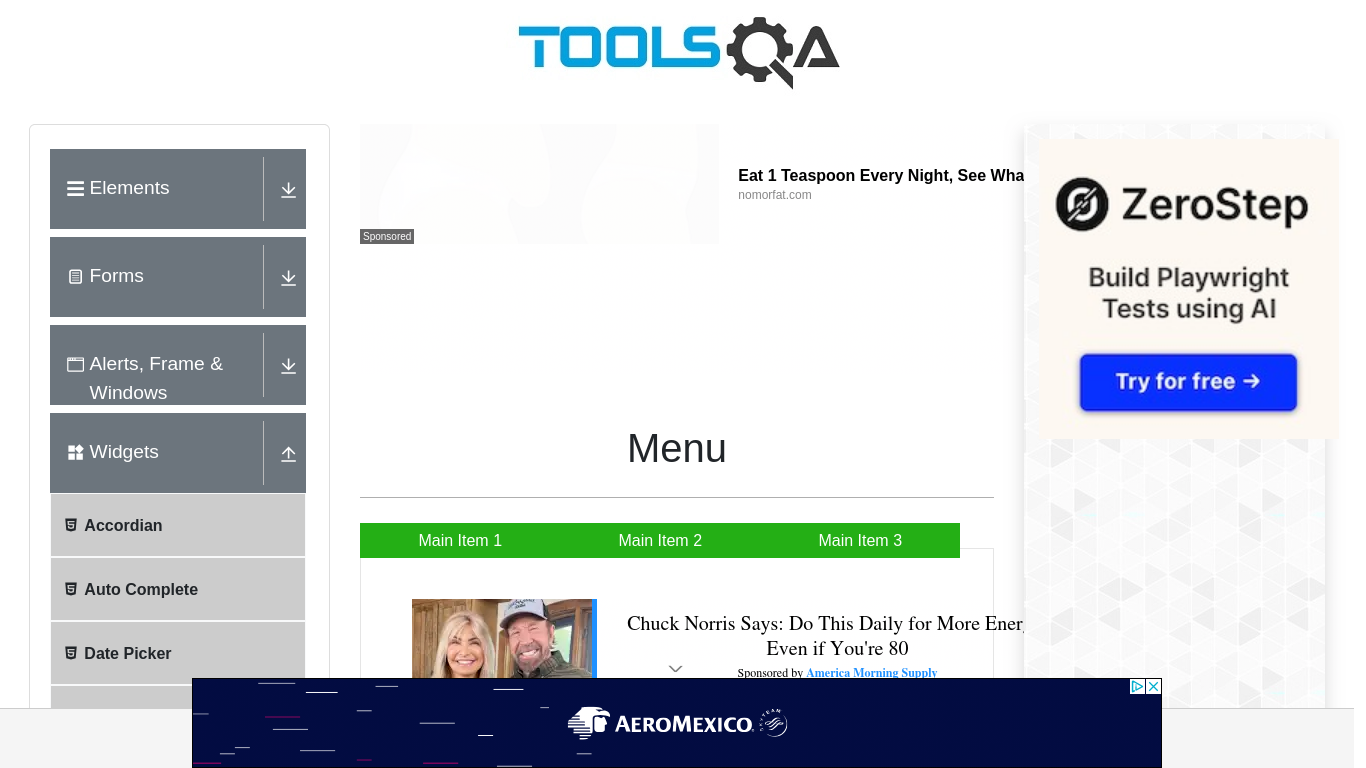 TOOLSQA
Elements
Forms
Alerts, Frame &
Windows
Widgets
Accordian
Auto Complete
Date Picker
Sponsored
Eat 1 Teaspoon Every Night, See Wha
nomorfat.com
Menu
Main Item 1
Main Item 2
Main Item 3
Chuck Norris Says: Do This Daily for More Ener
Even if You're 80
Sponsored by America Morning Supply
ZeroStep
Build Playwright
Tests using AI
Try for free →
AEROMEXICO
SKYTEAM